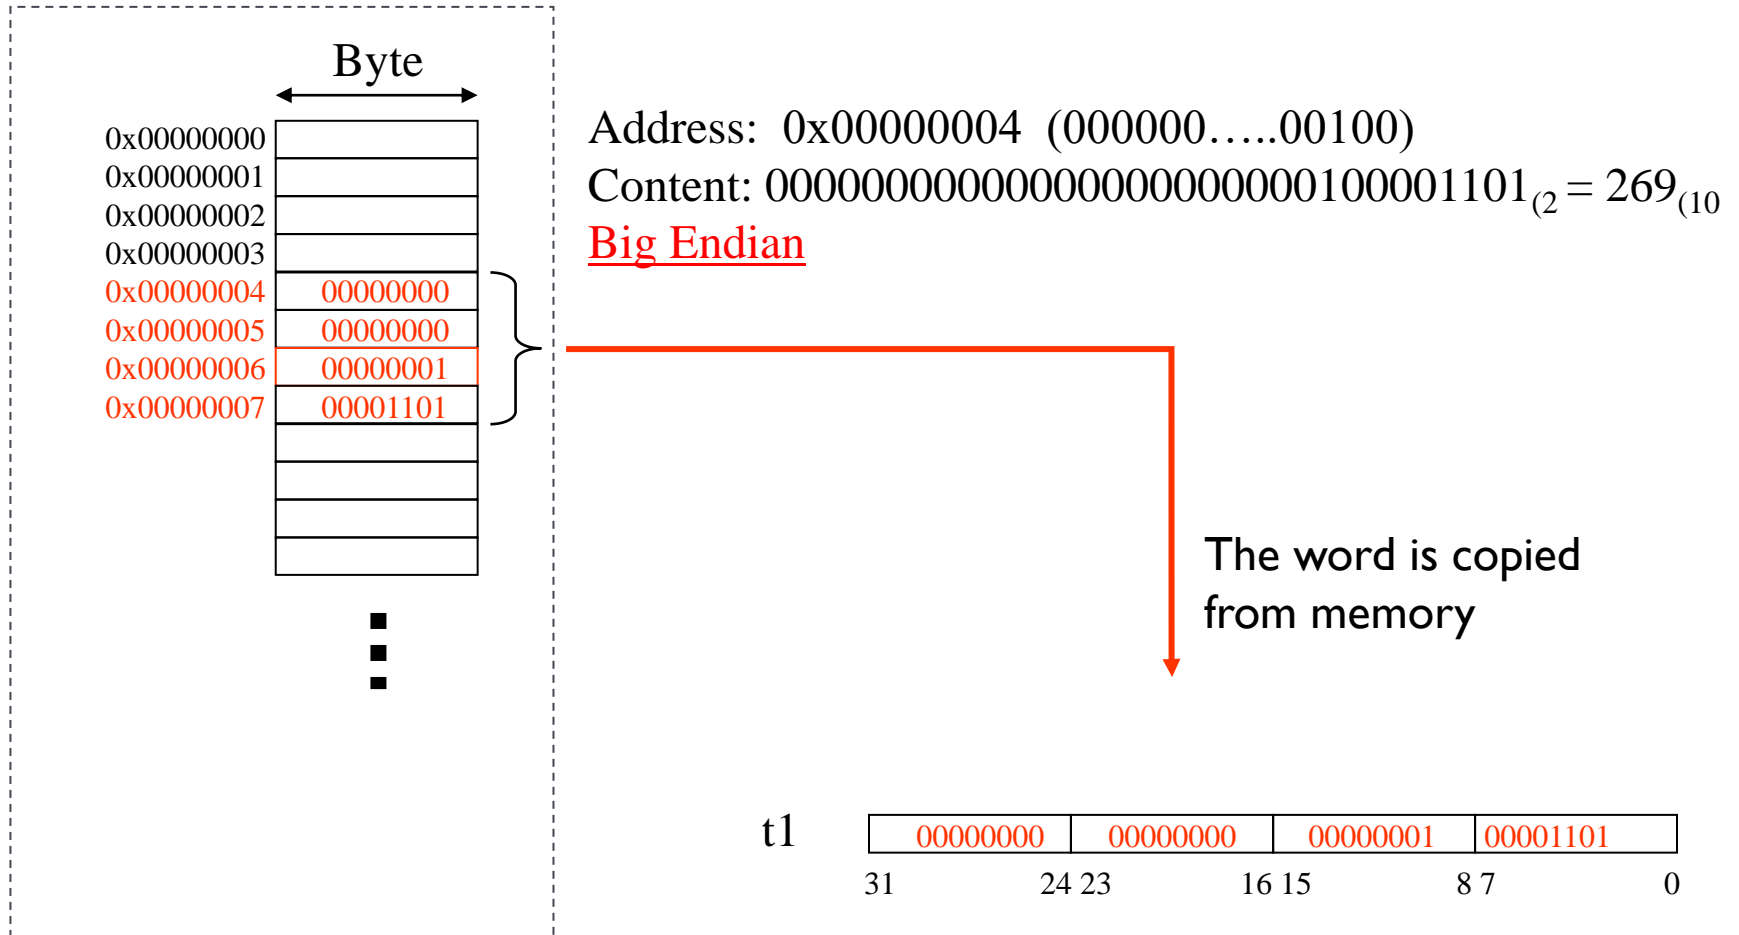 Byte
0x00000000
0x00000001
0x00000002
0x00000003
0x00000004 00000000
0x00000005 00000000
0x00000006 00000001
0x00000007 00001101
Address: 0x00000004 (000000…..00100)
Content: 00000000000000000000000100001101(2 = 269(10
Big Endian
The word is copied
from memory
t1 00000000 00000000 00000001 00001101
31 24 23 16 15 8 7 0